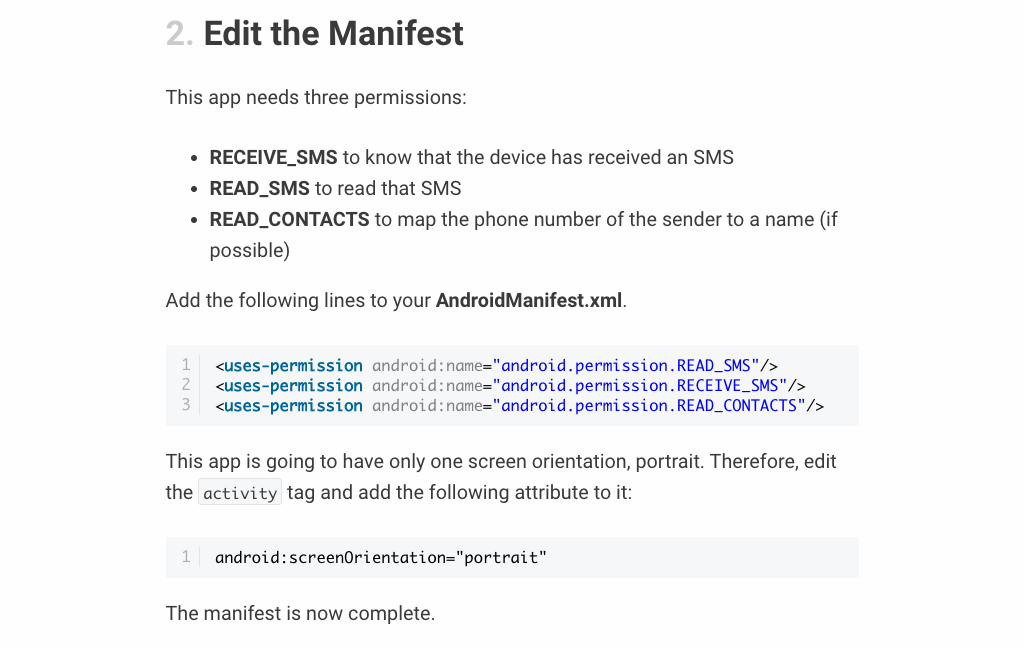 2. Edit the Manifest
This app needs three permissions:
• RECEIVE_SMS to know that the device has received an SMS
• READ_SMS to read that SMS
• READ_CONTACTS to map the phone number of the sender to a name (if
possible)
Add the following lines to your AndroidManifest.xml.
1 <uses-permission android:name="android.permission.READ_SMS"/>
2 <uses-permission android:name="android.permission.RECEIVE_SMS"/>
3 <uses-permission android:name="android.permission.READ_CONTACTS"/>
This app is going to have only one screen orientation, portrait. Therefore, edit
the activity tag and add the following attribute to it:
1 android:screenOrientation="portrait"
The manifest is now complete.